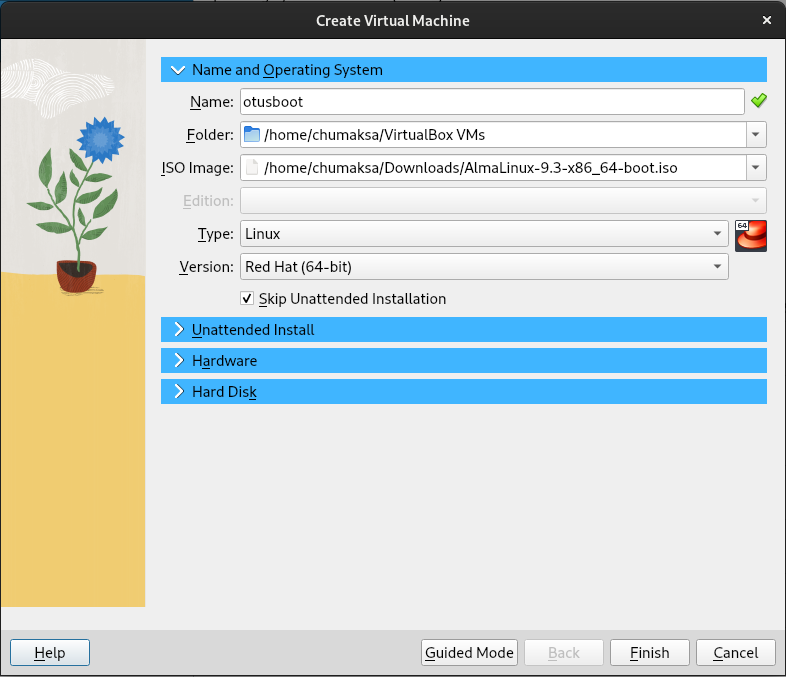 Create Virtual Machine
Name and Operating System
Name: otusboot
Folder: /home/chumaksa/VirtualBox VMs
ISO Image: /home/chumaksa/Downloads/AlmaLinux-9.3-x86_64-boot.iso
Edition:
Type: Linux
64
Version: Red Hat (64-bit)
Skip Unattended Installation
Unattended Install
Hardware
Hard Disk
Help Guided Mode Back Finish Cancel